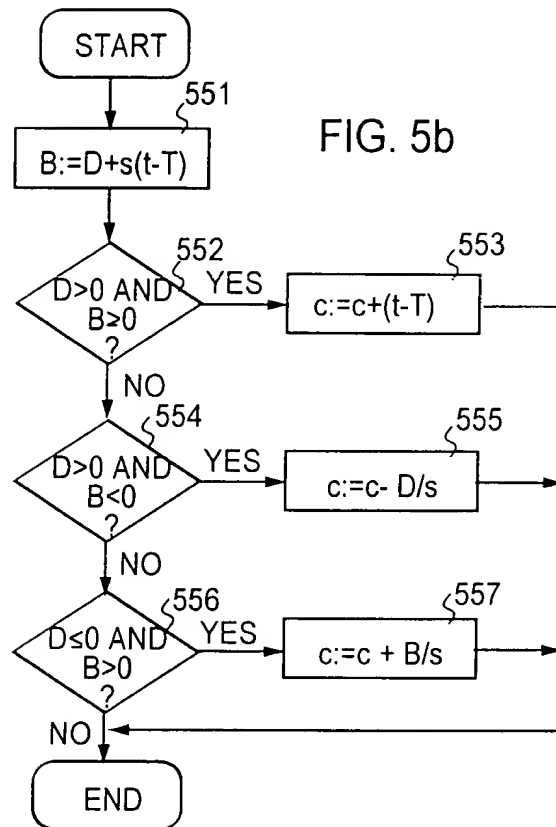 START
551
B:=D+s(t-T)
FIG. 5b
552
D>0 AND
B≥0
?
YES
553
c:=c+(t-T)
NO
554
D>0 AND
B<0
?
YES
555
c:=c- D/s
NO
556
D≤0 AND
B>0
?
YES
557
c:=c + B/s
NO
END